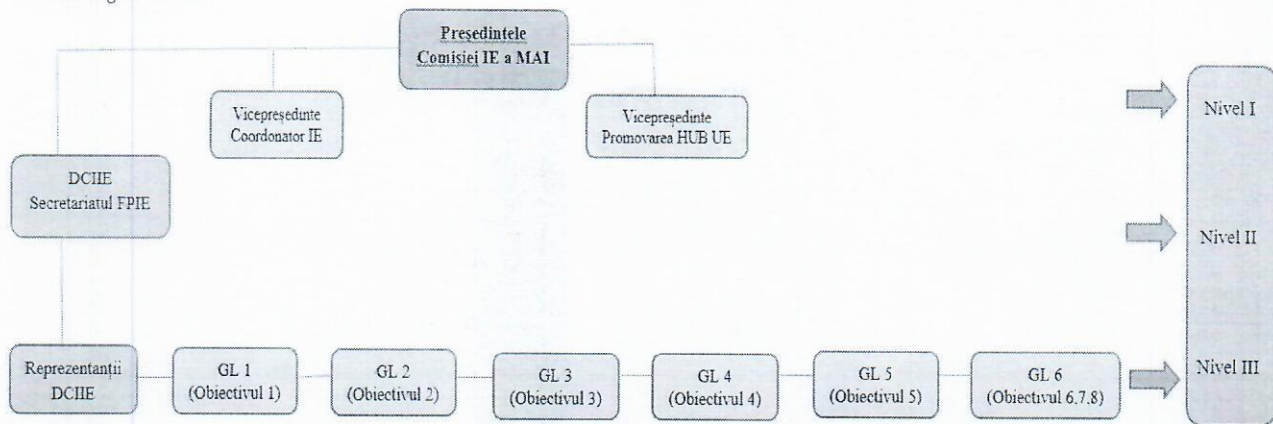 Președintele
Comisiei IE a MAI
Vicepreședinte
Coordonator IE
Vicepreședinte
Promovarea HUB UE
Nivel I
DCIIE
Secretariatul FPIE
Nivel II
Reprezentanții
DCIIE
GL 1
(Obiectivul 1)
GL 2
(Obiectivul 2)
GL 3
(Obiectivul 3)
GL 4
(Obiectivul 4)
GL 5
(Obiectivul 5)
GL 6
(Obiectivul 6,7,8)
Nivel III